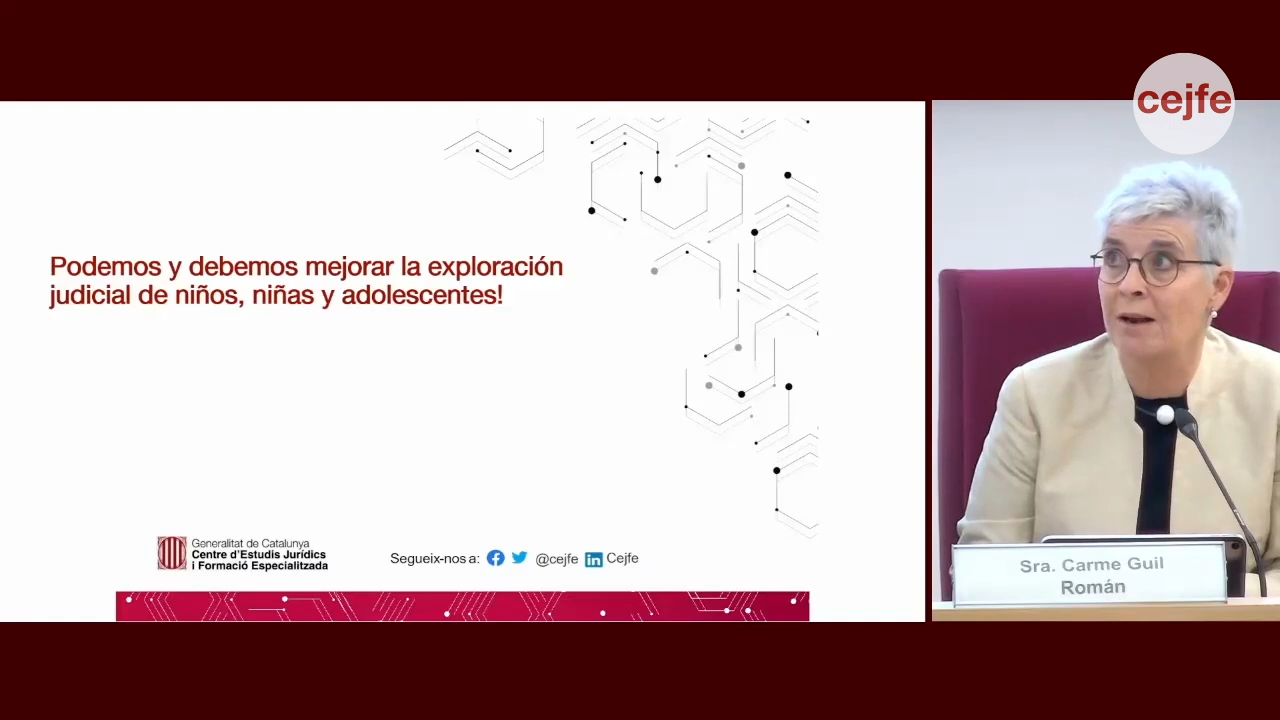 cejfe
Podemos y debemos mejorar la exploración
judicial de niños, niñas y adolescentes!
Generalitat de Catalunya
Centre d'Estudis Jurídics
i Formació Especialitzada
Segueix-nos a: @cejfe in Cejfe
Sra. Carme Guil
Román